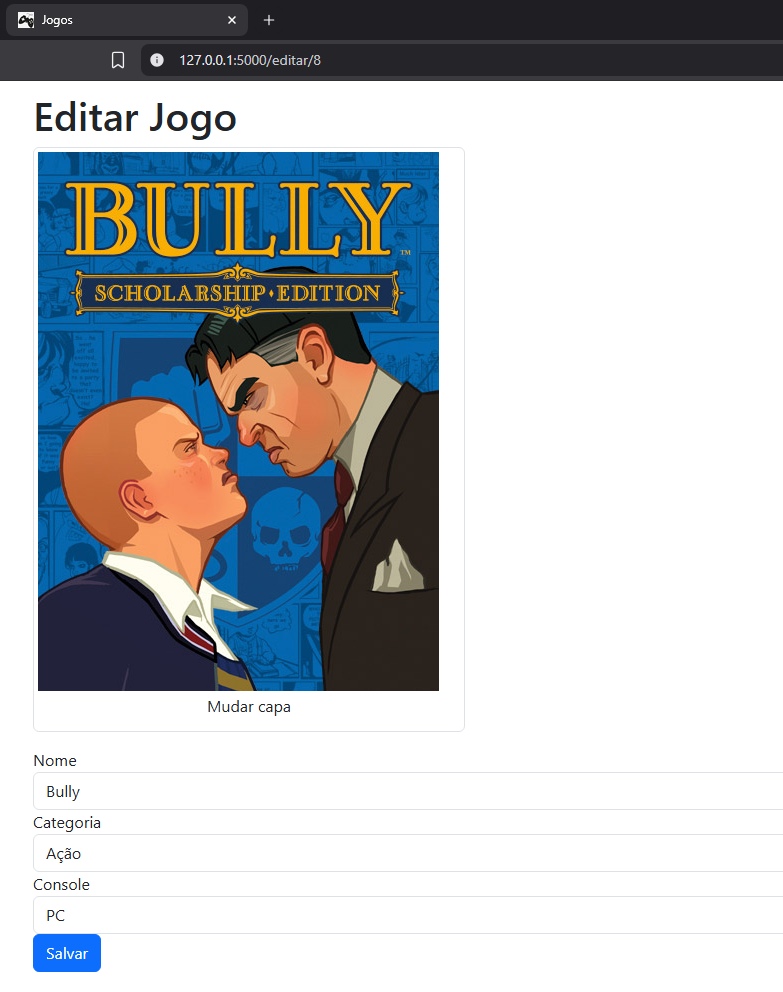 Jogos
127.0.0.1:5000/editar/8
Editar Jogo
BULLY™
SCHOLARSHIP EDITION
Mudar capa
Nome
Bully
Categoria
Ação
Console
PC
Salvar